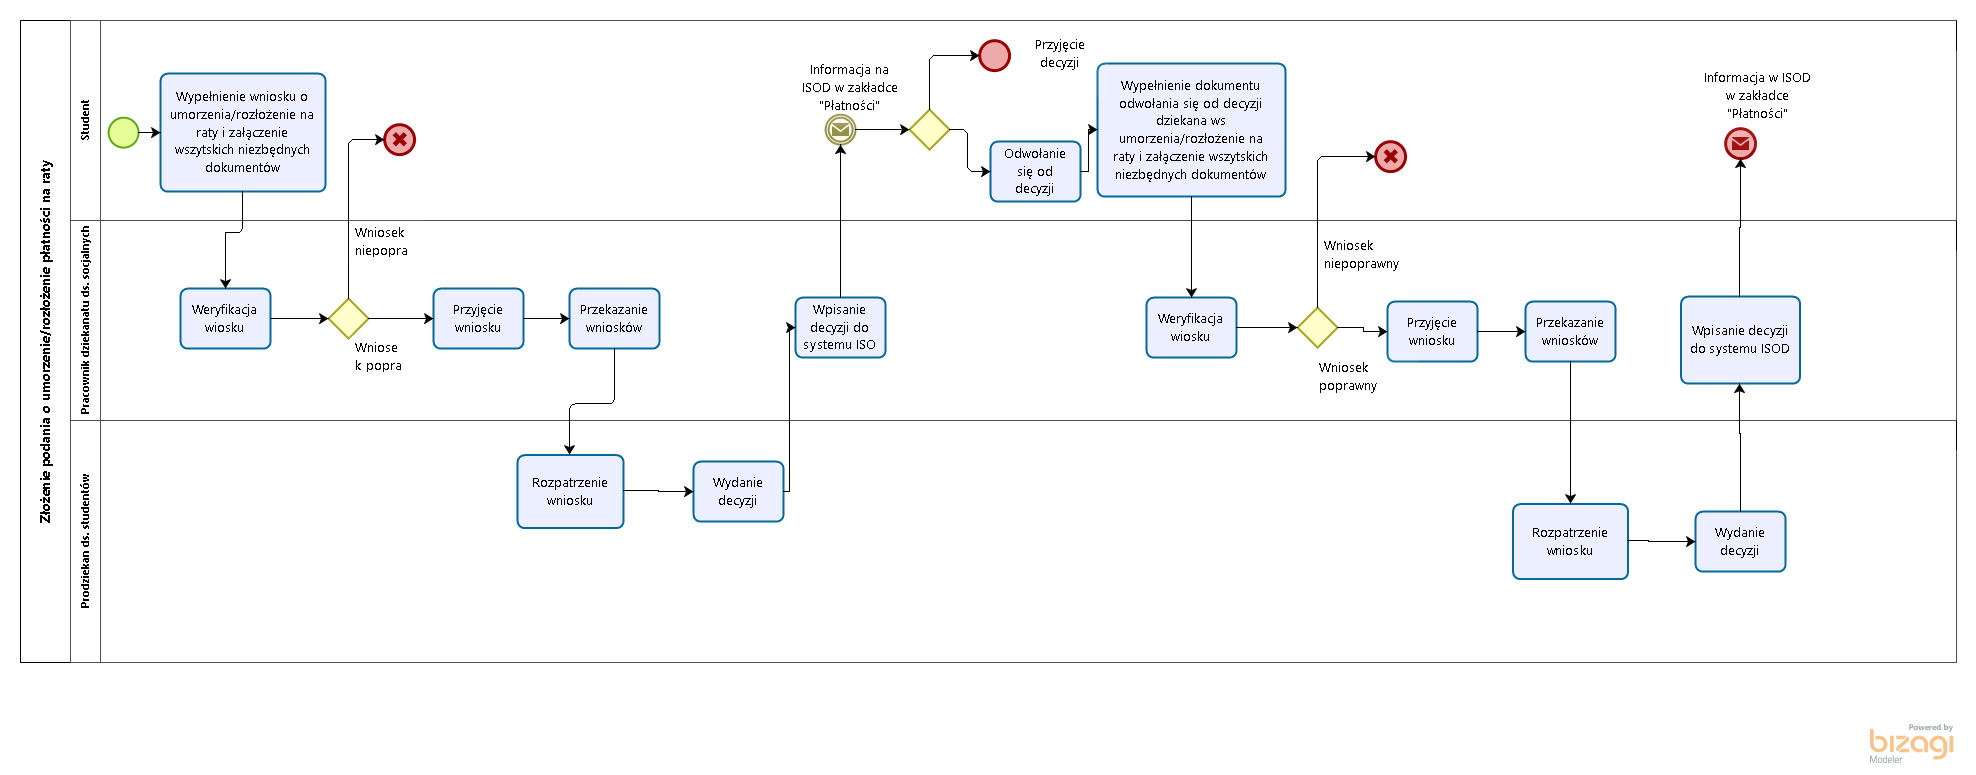 Złożenie podania o umorzenie/rozłożenie płatności na raty
Student
Wypełnienie wniosku o
umorzenia/rozłożenie na
raty i załączenie
wszytskich niezbędnych
dokumentów
Informacja na
ISOD w zakładce
"Płatności"
Przyjęcie
decyzji
Odwołanie
się od
decyzji
Wypełnienie dokumentu
odwołania się od decyzji
dziekana ws
umorzenia/rozłożenie na
raty i załączenie wszytskich
niezbędnych dokumentów
Informacja w ISOD
w zakładce
"Płatności"
Pracownik dziekanatu ds. socjalnych
Weryfikacja
wiosku
Wniosek
niepopra
Wniose
k popra
Przyjęcie
wniosku
Przekazanie
wniosków
Wpisanie
decyzji do
systemu ISO
Weryfikacja
wiosku
Wniosek
niepoprawny
Wniosek
poprawny
Przyjęcie
wniosku
Przekazanie
wniosków
Wpisanie decyzji
do systemu ISOD
Prodziekan ds. studentów
Rozpatrzenie
wniosku
Wydanie
decyzji
Rozpatrzenie
wniosku
Wydanie
decyzji
Powered by
bizagi
Modeler